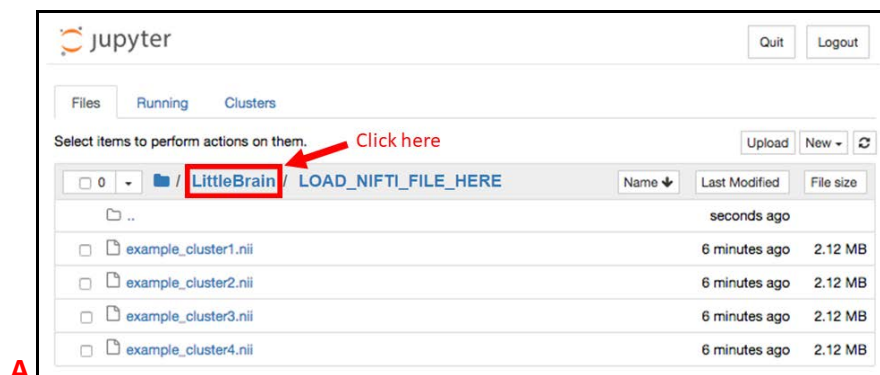 jupyter Quit Logout
Files Running Clusters
Select items to perform actions on them. Click here Upload New
0 / LittleBrain / LOAD_NIFTI_FILE_HERE Name Last Modified File size
.. seconds ago
example_cluster1.nii 6 minutes ago 2.12 MB
example_cluster2.nii 6 minutes ago 2.12 MB
example_cluster3.nii 6 minutes ago 2.12 MB
example_cluster4.nii 6 minutes ago 2.12 MB
A